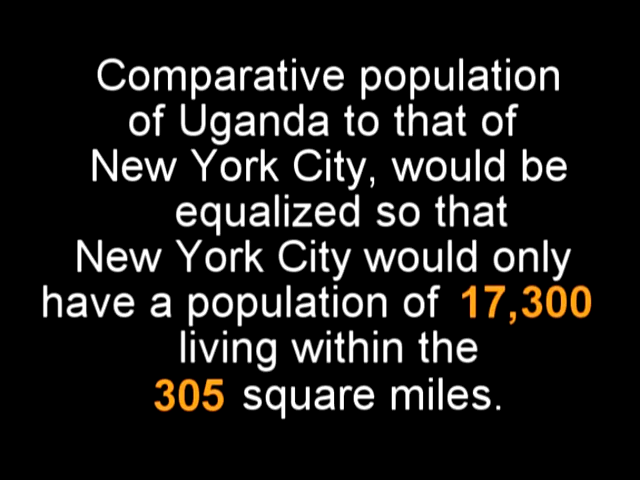 Comparative population
of Uganda to that of
New York City, would be
equalized so that
New York City would only
have a population of 17,300
living within the
305 square miles.